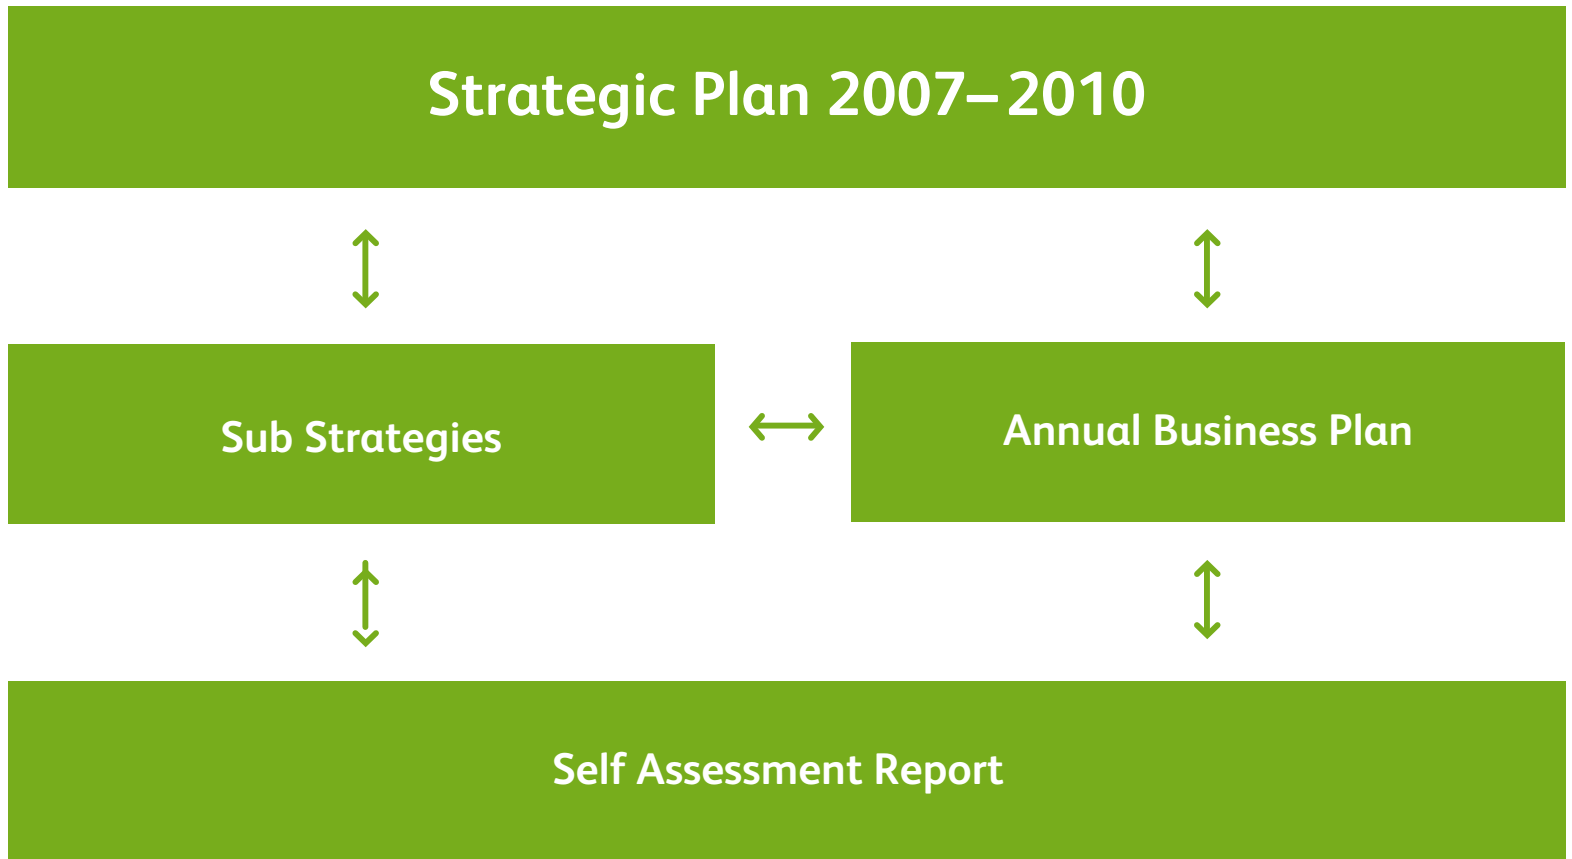 Strategic Plan 2007–2010
Sub Strategies
Annual Business Plan
Self Assessment Report